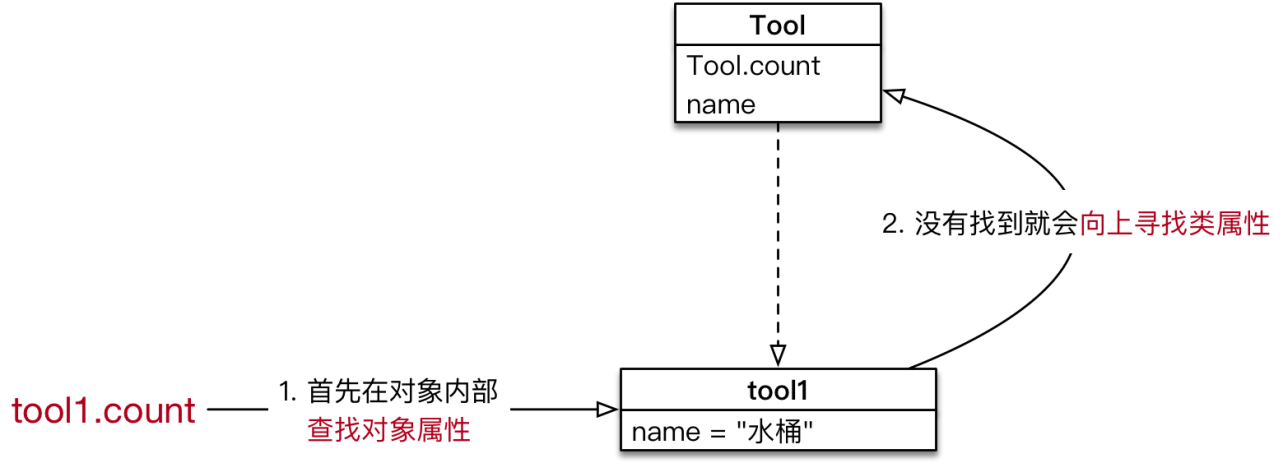 Tool
Tool.count
name
2. 没有找到就会向上寻找类属性
tool1.count
1. 首先在对象内部
查找对象属性
tool1
name = "水桶"